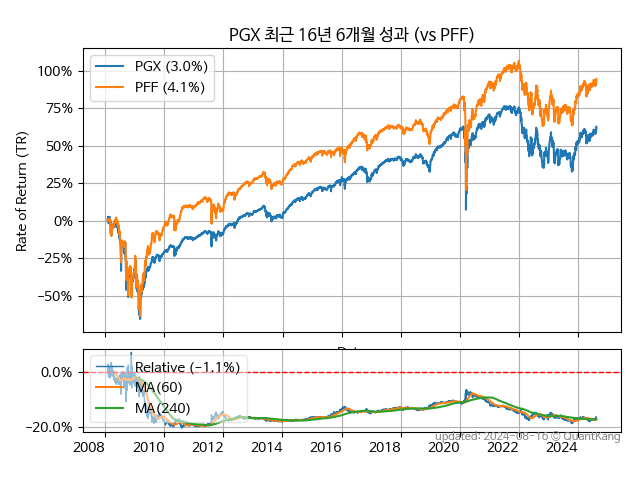 PGX 최근 16년 6개월 성과 (vs PFF)
PGX (3.0%)
PFF (4.1%)
Rate of Return (TR)
100%
75%
50%
25%
0%
−25%
−50%
Relative (−1.1%)
MA(60)
MA(240)
0.0%
−20.0%
2008 2010 2012 2014 2016 2018 2020 2022 2024
updated: 2024-08-16 © QuantKang